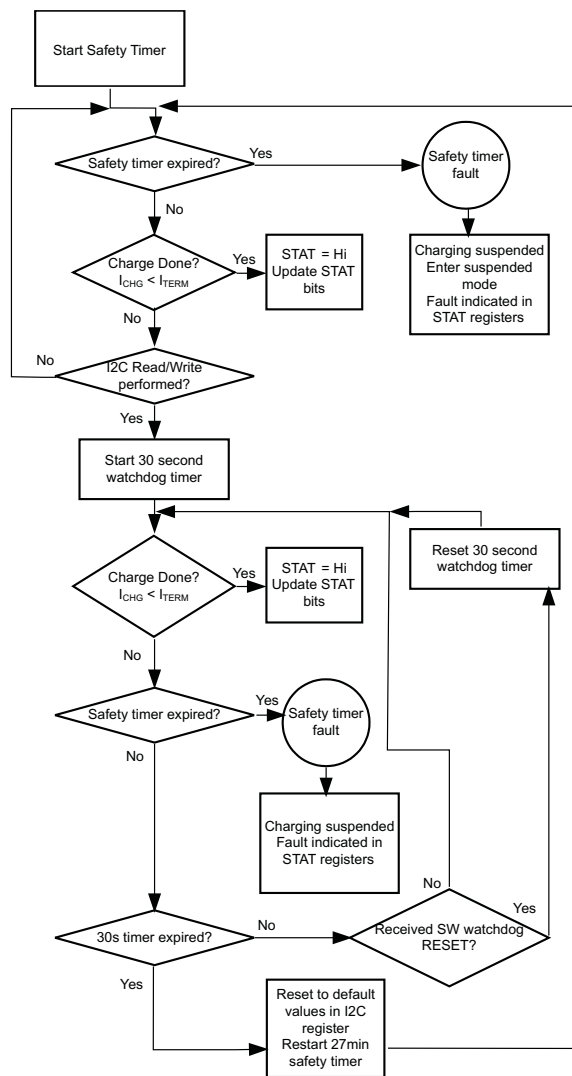 Start Safety Timer
Safety timer expired?
Yes
Safety timer
fault
No
Charge Done?
ICHG < ITERM
Yes
STAT = Hi
Update STAT
bits
Charging suspended
Enter suspended
mode
Fault indicated in
STAT registers
No
No
I2C Read/Write
performed?
Yes
Start 30 second
watchdog timer
Reset 30 second
watchdog timer
Charge Done?
ICHG < ITERM
Yes
STAT = Hi
Update STAT
bits
No
Safety timer expired?
Yes
Safety timer
fault
No
Charging suspended
Fault indicated in
STAT registers
No
Yes
30s timer expired?
No
Received SW watchdog
RESET?
Yes
Reset to default
values in I2C
register
Restart 27min
safety timer